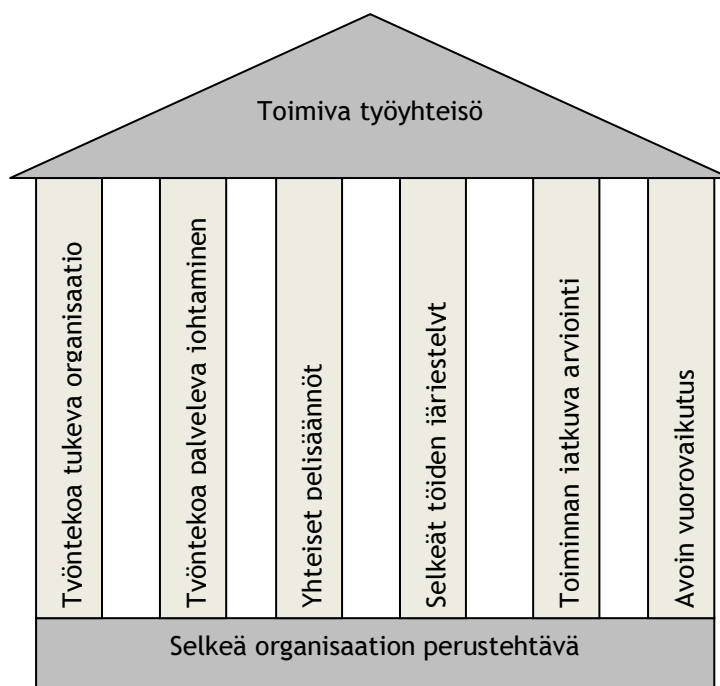 Toimiva työyhteisö
Työntekoa tukeva organisaatio
Työntekoa palveleva johtaminen
Yhteiset pelisäännöt
Selkeät töiden järjestelyt
Toiminnan jatkuva arviointi
Avoin vuorovaikutus
Selkeä organisaation perustehtävä